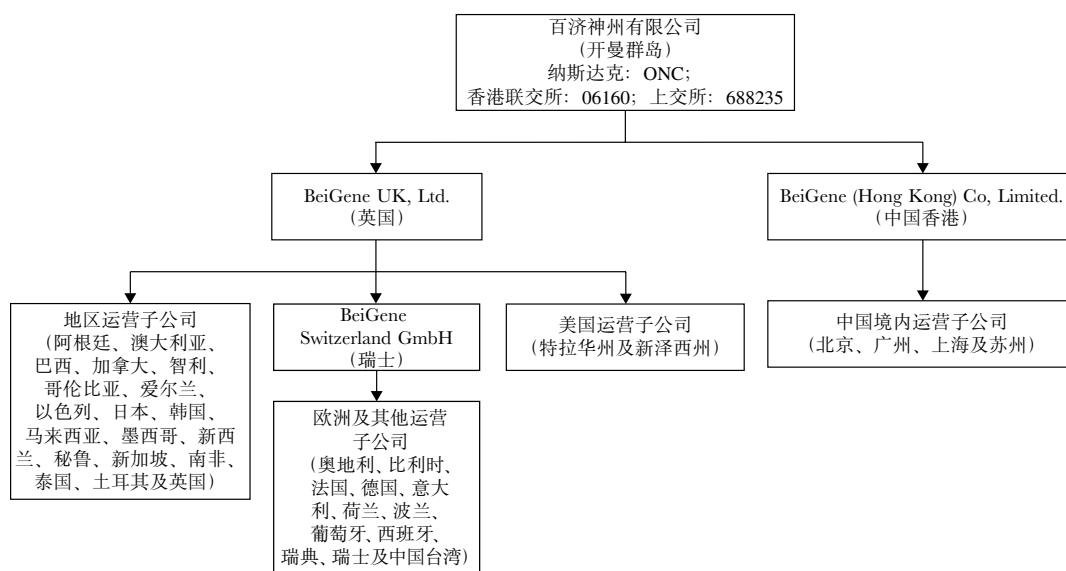 百济神州有限公司
(开曼群岛)
纳斯达克：ONC；
香港联交所：06160；上交所：688235
BeiGene UK, Ltd.
(英国)
BeiGene (Hong Kong) Co, Limited.
(中国香港)
地区运营子公司
(阿根廷、澳大利亚、
巴西、加拿大、智利、
哥伦比亚、爱尔兰、
以色列、日本、韩国、
马来西亚、墨西哥、新西
兰、秘鲁、新加坡、南非、
泰国、土耳其及英国)
BeiGene
Switzerland GmbH
(瑞士)
美国运营子公司
(特拉华州及新泽西州)
中国境内运营子公司
(北京、广州、上海及苏州)
欧洲及其他运营
子公司
(奥地利、比利时、
法国、德国、意大
利、荷兰、波兰、
葡萄牙、西班牙、
瑞典、瑞士及中国台湾)